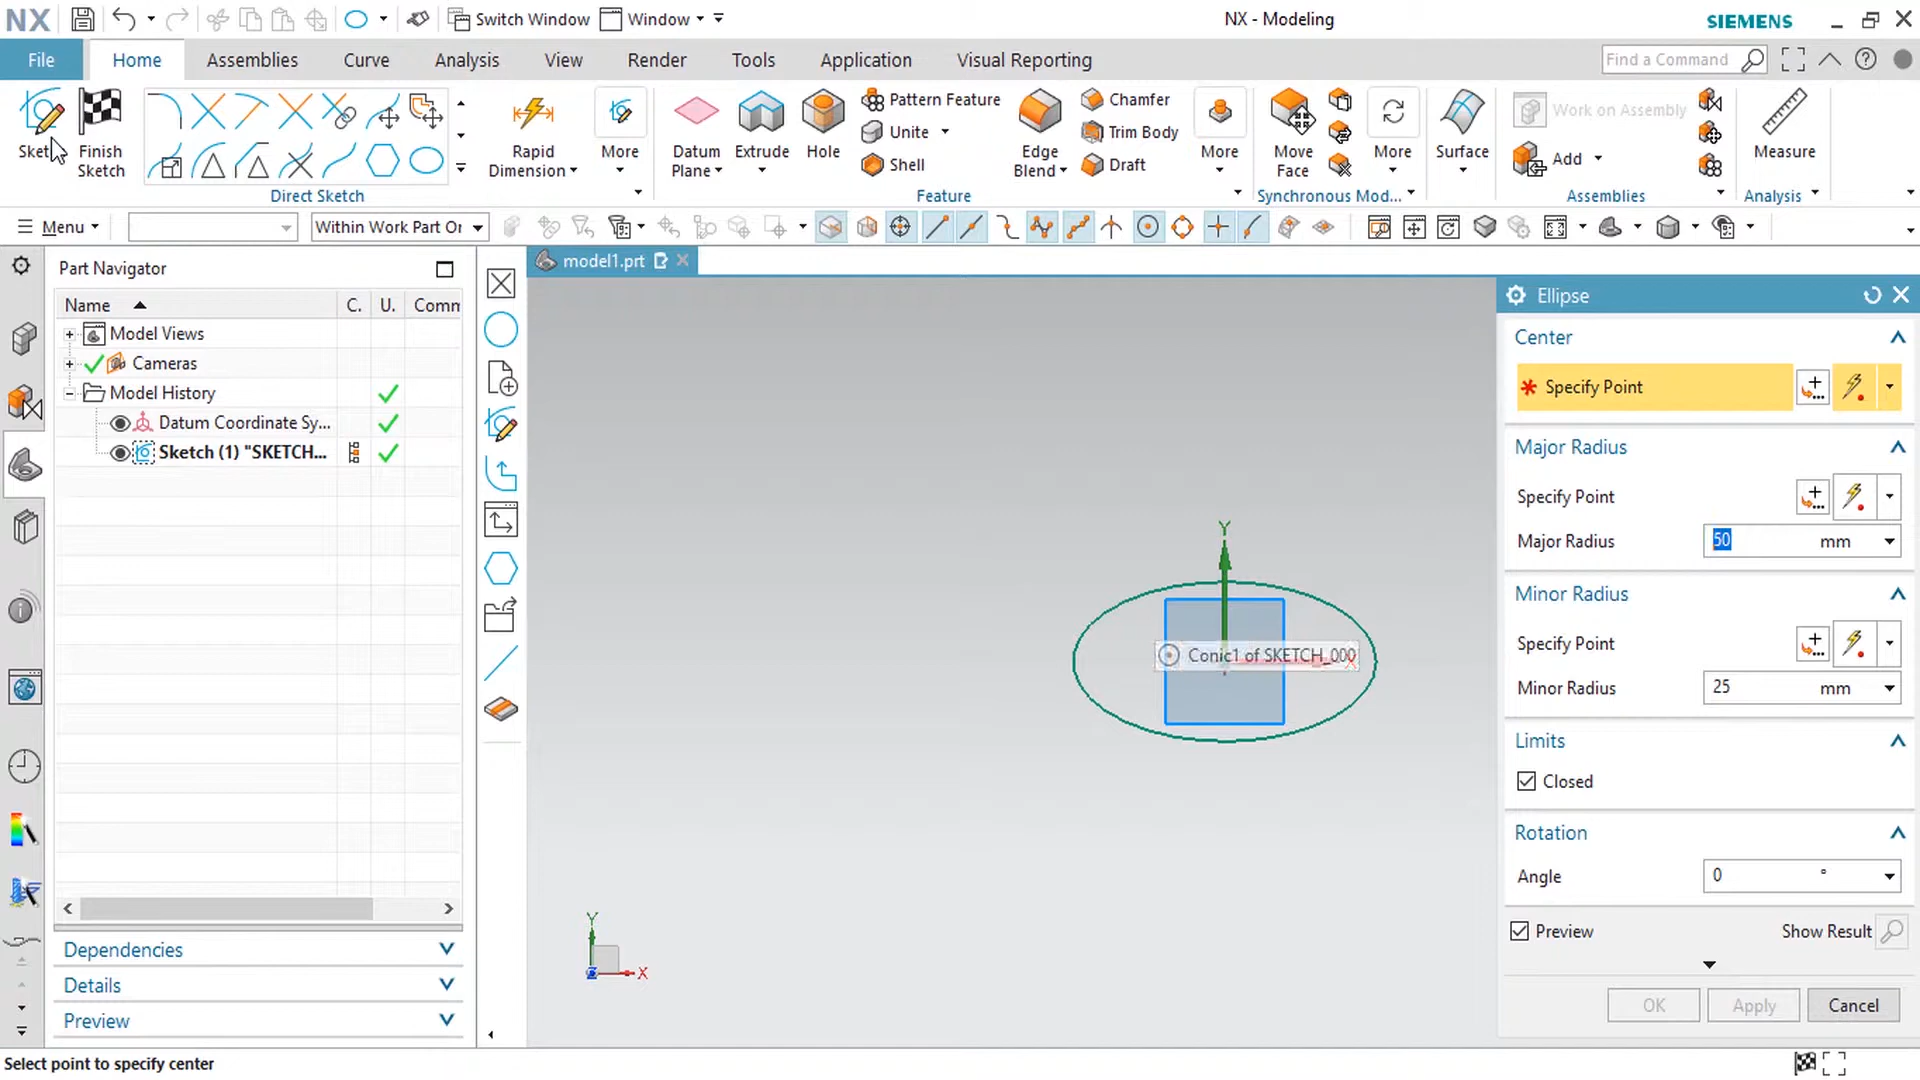 NX
Switch Window
Window
NX - Modeling
SIEMENS
File
Home
Assemblies
Curve
Analysis
View
Render
Tools
Application
Visual Reporting
Find a Command
Sketch
Finish Sketch
Rapid Dimension
More
Datum Plane
Extrude
Hole
Pattern Feature
Unite
Shell
Edge Blend
Chamfer
Trim Body
Draft
More
Move Face
More
Surface
Work on Assembly
Add
Measure
Direct Sketch
Feature
Synchronous Mod...
Assemblies
Analysis
Menu
Within Work Part Or
Part Navigator
model1.prt
Name
C.
U.
Comm
Model Views
Cameras
Model History
Datum Coordinate Sy...
Sketch (1) "SKETCH...
Dependencies
Details
Preview
Y
Conic1 of SKETCH_000
X
Y
X
Z
Ellipse
Center
Specify Point
Major Radius
Specify Point
Major Radius 50 mm
Minor Radius
Specify Point
Minor Radius 25 mm
Limits
Closed
Rotation
Angle 0 °
Preview
Show Result
OK
Apply
Cancel
Select point to specify center